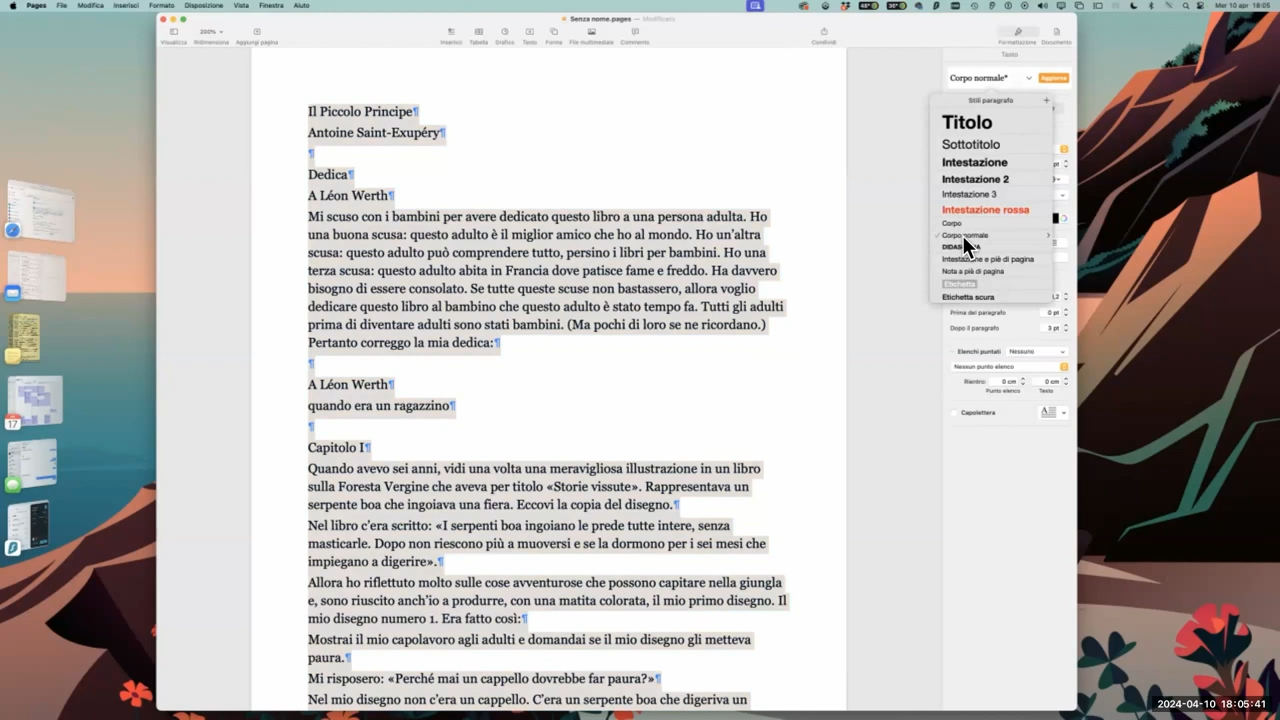 Pages File Modifica Inserisci Formato Disposizione Vista Finestra Aiuto
Mer 10 apr 18:05
Senza nome.pages — Modificato
200%
Visualizza Ridimensiona Aggiungi pagina Inserisci Tabella Grafico Testo Forma File multimediale Commento Condividi Formattazione Documento
Testo
Corpo normale* Aggiorna
Stili paragrafo +
Titolo
Sottotitolo
Intestazione
Intestazione 2
Intestazione 3
Intestazione rossa
Corpo
Corpo normale
Intestazione e piè di pagina
Nota a piè di pagina
Etichetta
Etichetta scura
Prima del paragrafo 0 pt
Dopo il paragrafo 3 pt
Elenchi puntati Nessuno
Nessun punto elenco
Rientro: 0 cm 0 cm
Punto elenco Testo
Capolettera
Il Piccolo Principe¶
Antoine Saint-Exupéry¶
¶
Dedica¶
A Léon Werth¶
Mi scuso con i bambini per avere dedicato questo libro a una persona adulta. Ho
una buona scusa: questo adulto è il miglior amico che ho al mondo. Ho un'altra
scusa: questo adulto può comprendere tutto, persino i libri per bambini. Ho una
terza scusa: questo adulto abita in Francia dove patisce fame e freddo. Ha davvero
bisogno di essere consolato. Se tutte queste scuse non bastassero, allora voglio
dedicare questo libro al bambino che questo adulto è stato tempo fa. Tutti gli adulti
prima di diventare adulti sono stati bambini. (Ma pochi di loro se ne ricordano.)
Pertanto correggo la mia dedica:¶
¶
A Léon Werth¶
quando era un ragazzino¶
¶
Capitolo I¶
Quando avevo sei anni, vidi una volta una meravigliosa illustrazione in un libro
sulla Foresta Vergine che aveva per titolo «Storie vissute». Rappresentava un
serpente boa che ingoiava una fiera. Eccovi la copia del disegno.¶
Nel libro c'era scritto: «I serpenti boa ingoiano le prede tutte intere, senza
masticarle. Dopo non riescono più a muoversi e se la dormono per i sei mesi che
impiegano a digerire».¶
Allora ho riflettuto molto sulle cose avventurose che possono capitare nella giungla
e, sono riuscito anch'io a produrre, con una matita colorata, il mio primo disegno. Il
mio disegno numero 1. Era fatto così:¶
Mostrai il mio capolavoro agli adulti e domandai se il mio disegno gli metteva
paura.¶
Mi risposero: «Perché mai un cappello dovrebbe far paura?»¶
Nel mio disegno non c'era un cappello. C'era un serpente boa che digeriva un
17
2024-04-10 18:05:41